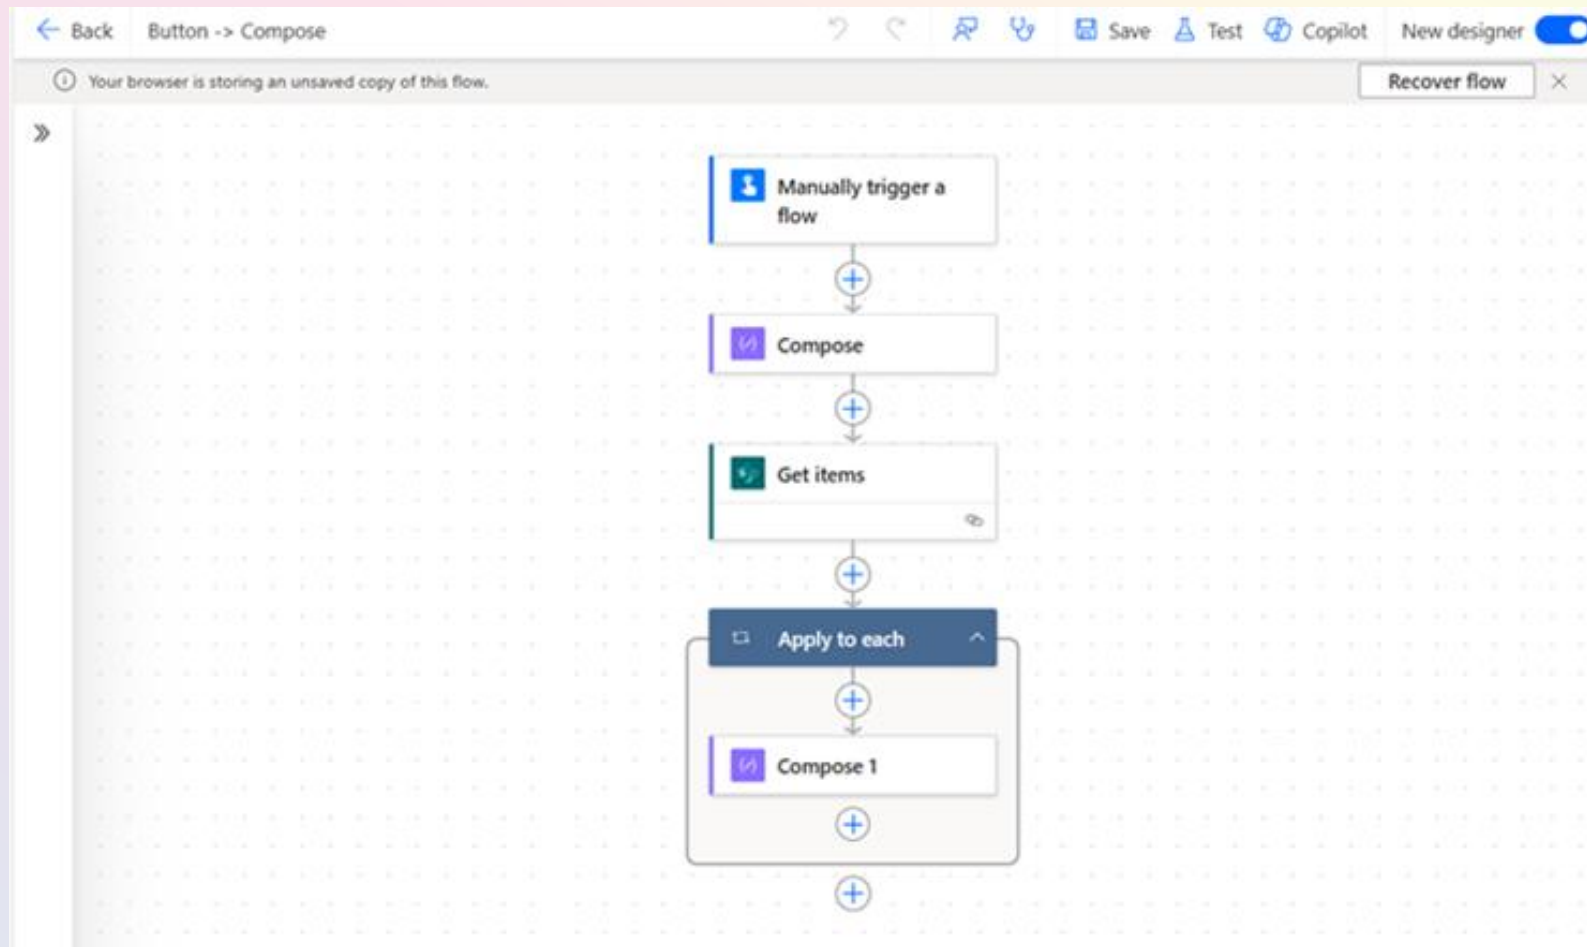 Back Button -> Compose Save Test Copilot New designer
Your browser is storing an unsaved copy of this flow. Recover flow
Manually trigger a
flow
Compose
Get items
Apply to each
Compose 1